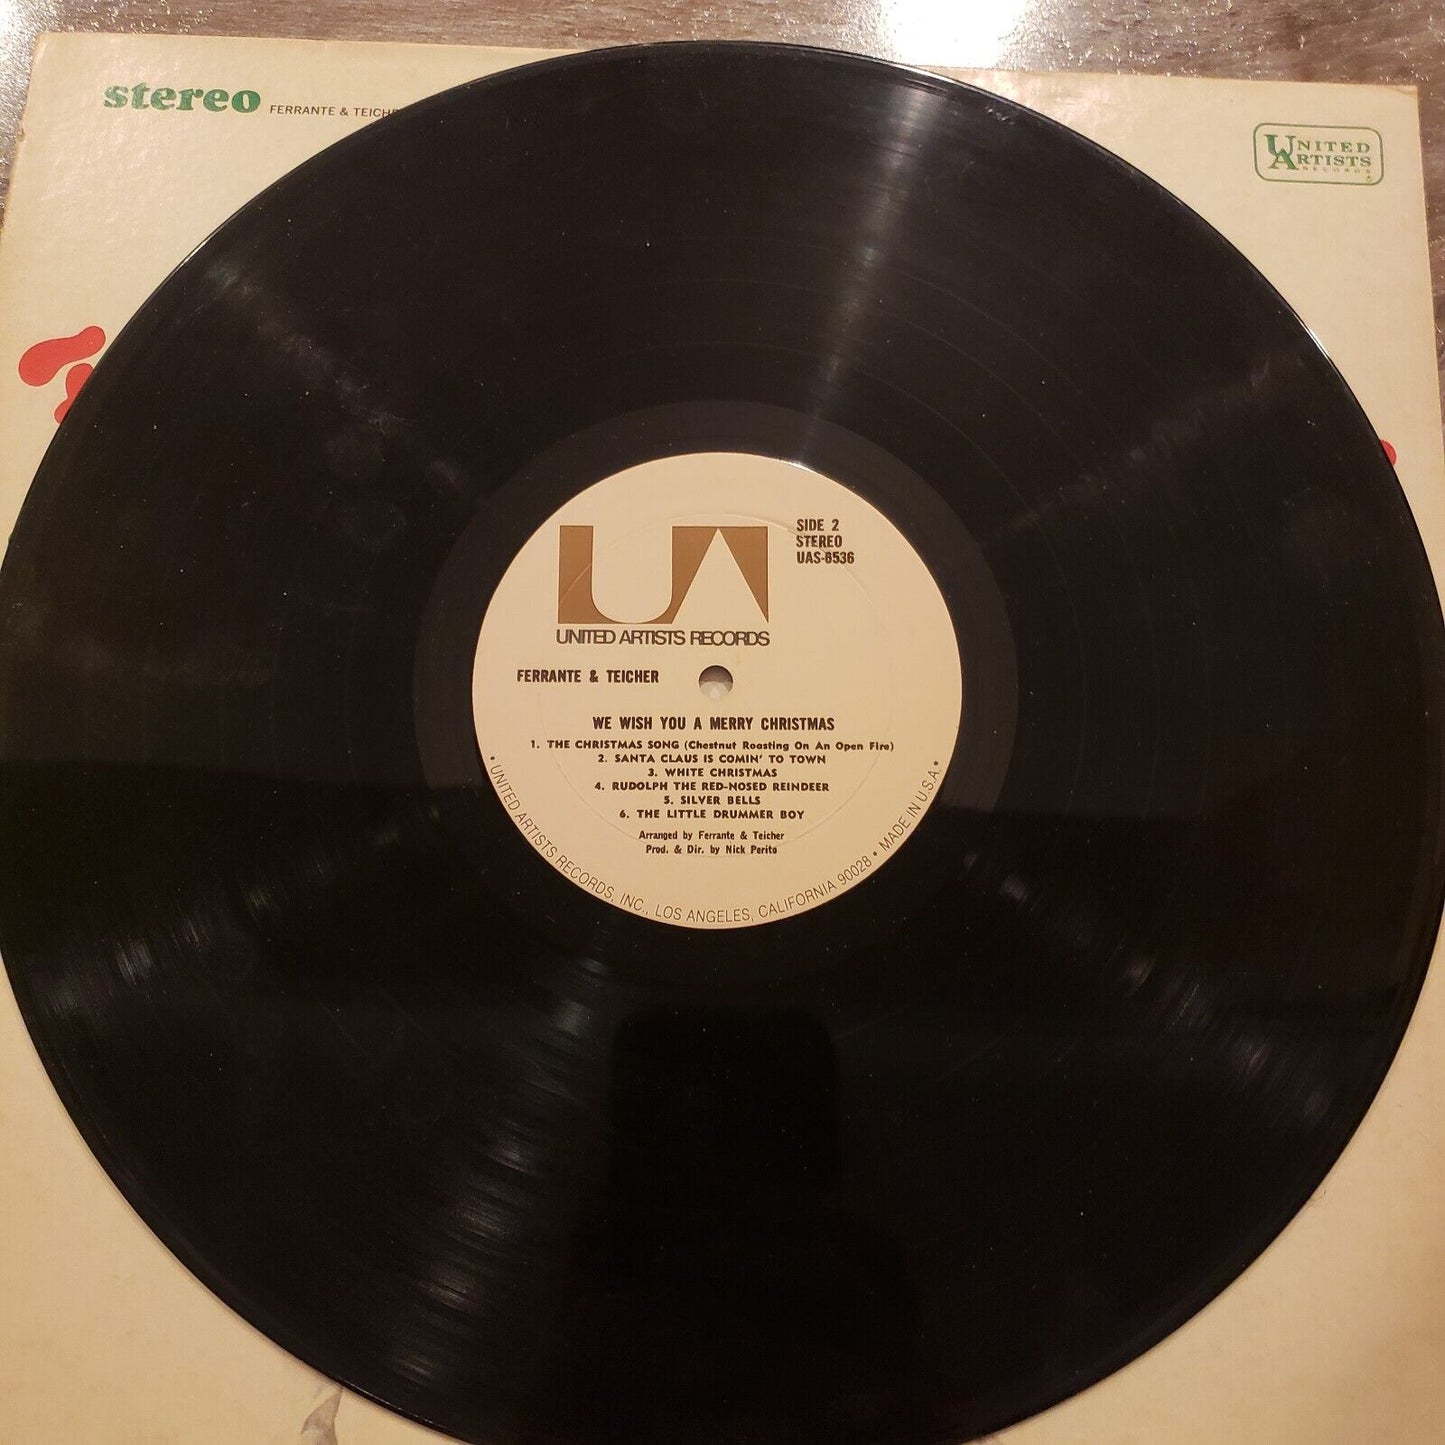 stereo FERRANTE & TEICHE
UNITED
ARTISTS
RECORDS
SIDE 2
STEREO
UAS-6536
UA
UNITED ARTISTS RECORDS
FERRANTE & TEICHER
WE WISH YOU A MERRY CHRISTMAS
1. THE CHRISTMAS SONG (Chestnut Roasting On An Open Fire)
2. SANTA CLAUS IS COMIN' TO TOWN
3. WHITE CHRISTMAS
4. RUDOLPH THE RED-NOSED REINDEER
5. SILVER BELLS
6. THE LITTLE DRUMMER BOY
Arranged by Ferrante & Teicher
Prod. & Dir. by Nick Perito
• UNITED ARTISTS RECORDS, INC., LOS ANGELES, CALIFORNIA 90028 • MADE IN U.S.A. •